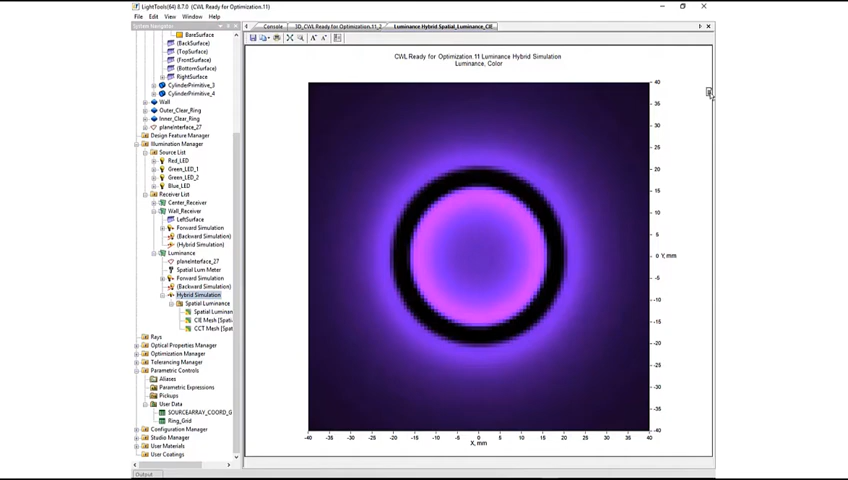 LightTools(64) 8.7.0 (CWL Ready for Optimization.11)
File Edit View Window Help
System Navigator
Console
3D_CWL Ready for Optimization.11_2
Luminance Hybrid Spatial_Luminance_CIE
BareSurface
(BackSurface)
(TopSurface)
(FrontSurface)
(BottomSurface)
RightSurface
CylinderPrimitive_3
CylinderPrimitive_4
Wall
Outer_Clear_Ring
Inner_Clear_Ring
planeInterface_27
Design Feature Manager
Illumination Manager
Source List
Red_LED
Green_LED_1
Green_LED_2
Blue_LED
Receiver List
Center_Receiver
Wall_Receiver
LeftSurface
Forward Simulation
(Backward Simulation)
(Hybrid Simulation)
Luminance
planeInterface_27
Spatial Lum Meter
Forward Simulation
(Backward Simulation)
Hybrid Simulation
Spatial Luminance
Spatial Luminan
CIE Mesh [Spati
CCT Mesh [Spat
Rays
Optical Properties Manager
Optimization Manager
Tolerancing Manager
Parametric Controls
Aliases
Parametric Expressions
Pickups
User Data
SOURCEARRAY_COORD_G
Ring_Grid
Configuration Manager
Studio Manager
User Materials
User Coatings
Output
CWL Ready for Optimization.11 Luminance Hybrid Simulation
Luminance, Color
40
35
30
25
20
15
10
5
0 Y, mm
-5
-10
-15
-20
-25
-30
-35
-40
-40 -35 -30 -25 -20 -15 -10 -5 0 5 10 15 20 25 30 35 40
X, mm